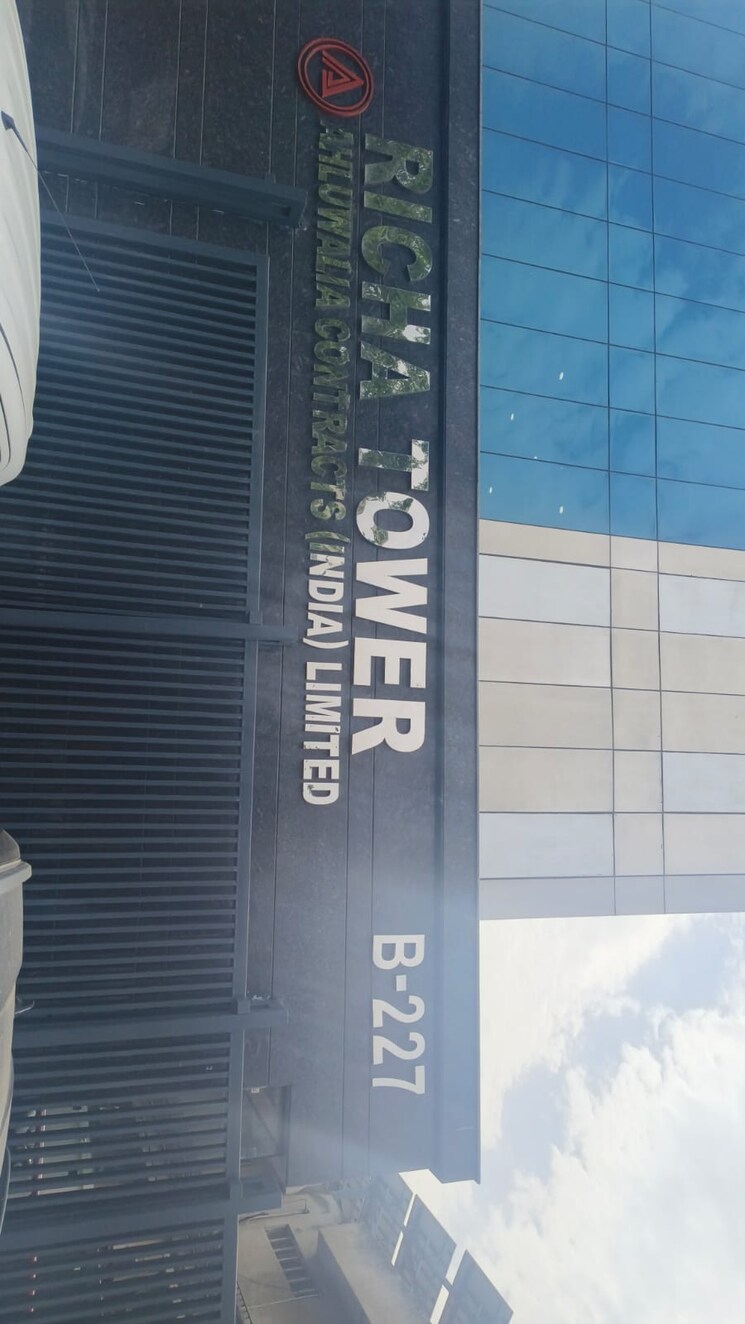 RICHA TOWER
AHLUWALIA CONTRACTS (INDIA) LIMITED
B-227